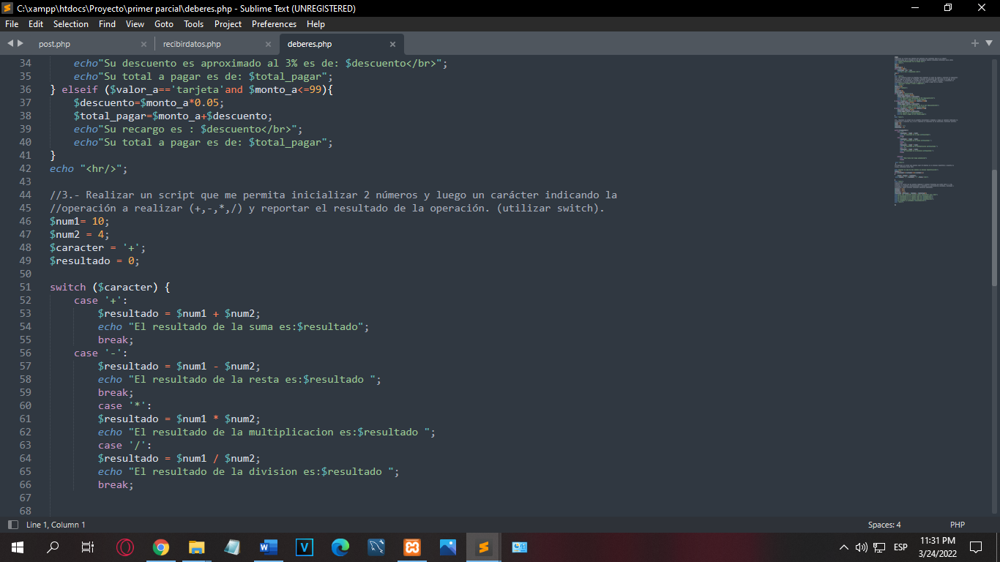 C:\xampp\htdocs\Proyecto\primer parcial\deberes.php - Sublime Text (UNREGISTERED)
File Edit Selection Find View Goto Tools Project Preferences Help
post.php recibirdatos.php deberes.php
34 echo"Su descuento es aproximado al 3% es de: $descuento</br>";
35 echo"Su total a pagar es de: $total_pagar";
36 } elseif ($valor_a=='tarjeta'and $monto_a<=99){
37 $descuento=$monto_a*0.05;
38 $total_pagar=$monto_a+$descuento;
39 echo"Su recargo es : $descuento</br>";
40 echo"Su total a pagar es de: $total_pagar";
41 }
42 echo "<hr/>";
43
44 //3.- Realizar un script que me permita inicializar 2 números y luego un carácter indicando la
45 //operación a realizar (+,-,*,/) y reportar el resultado de la operación. (utilizar switch).
46 $num1= 10;
47 $num2 = 4;
48 $caracter = '+';
49 $resultado = 0;
50
51 switch ($caracter) {
52 case '+':
53 $resultado = $num1 + $num2;
54 echo "El resultado de la suma es:$resultado";
55 break;
56 case '-':
57 $resultado = $num1 - $num2;
58 echo "El resultado de la resta es:$resultado ";
59 break;
60 case '*':
61 $resultado = $num1 * $num2;
62 echo "El resultado de la multiplicacion es:$resultado ";
63 case '/':
64 $resultado = $num1 / $num2;
65 echo "El resultado de la division es:$resultado ";
66 break;
67
68
Line 1, Column 1 Spaces: 4 PHP
ESP 11:31 PM
3/24/2022